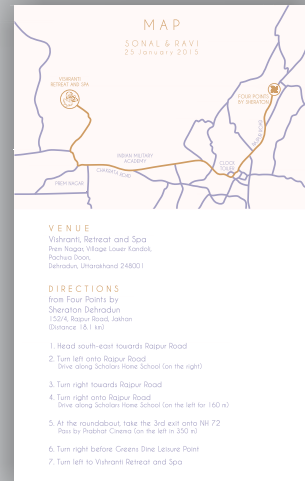 MAP
SONAL & RAVI
25 January 2015
VISHRANTI
RETREAT AND SPA
FOUR POINTS
BY SHERATON
RAJPUR ROAD
INDIAN MILITARY
ACADEMY
CLOCK
TOWER
CHAKRATA ROAD
PREM NAGAR
VENUE
Vishranti, Retreat and Spa
Prem Nagar, Village Lower Kandoli,
Pachwa Doon,
Dehradun, Uttarakhand 248001
DIRECTIONS
from Four Points by
Sheraton Dehradun
152/4, Rajpur Road, Jakhan
(Distance 18.1 km)
1. Head south-east towards Rajpur Road
2. Turn left onto Rajpur Road
Drive along Scholars Home School (on the right)
3. Turn right towards Rajpur Road
4. Turn right onto Rajpur Road
Drive along Scholars Home School (on the left for 160 m)
5. At the roundabout, take the 3rd exit onto NH 72
Pass by Prabhat Cinema (on the left in 350 m)
6. Turn right before Greens Dine Leisure Point
7. Turn left to Vishranti Retreat and Spa